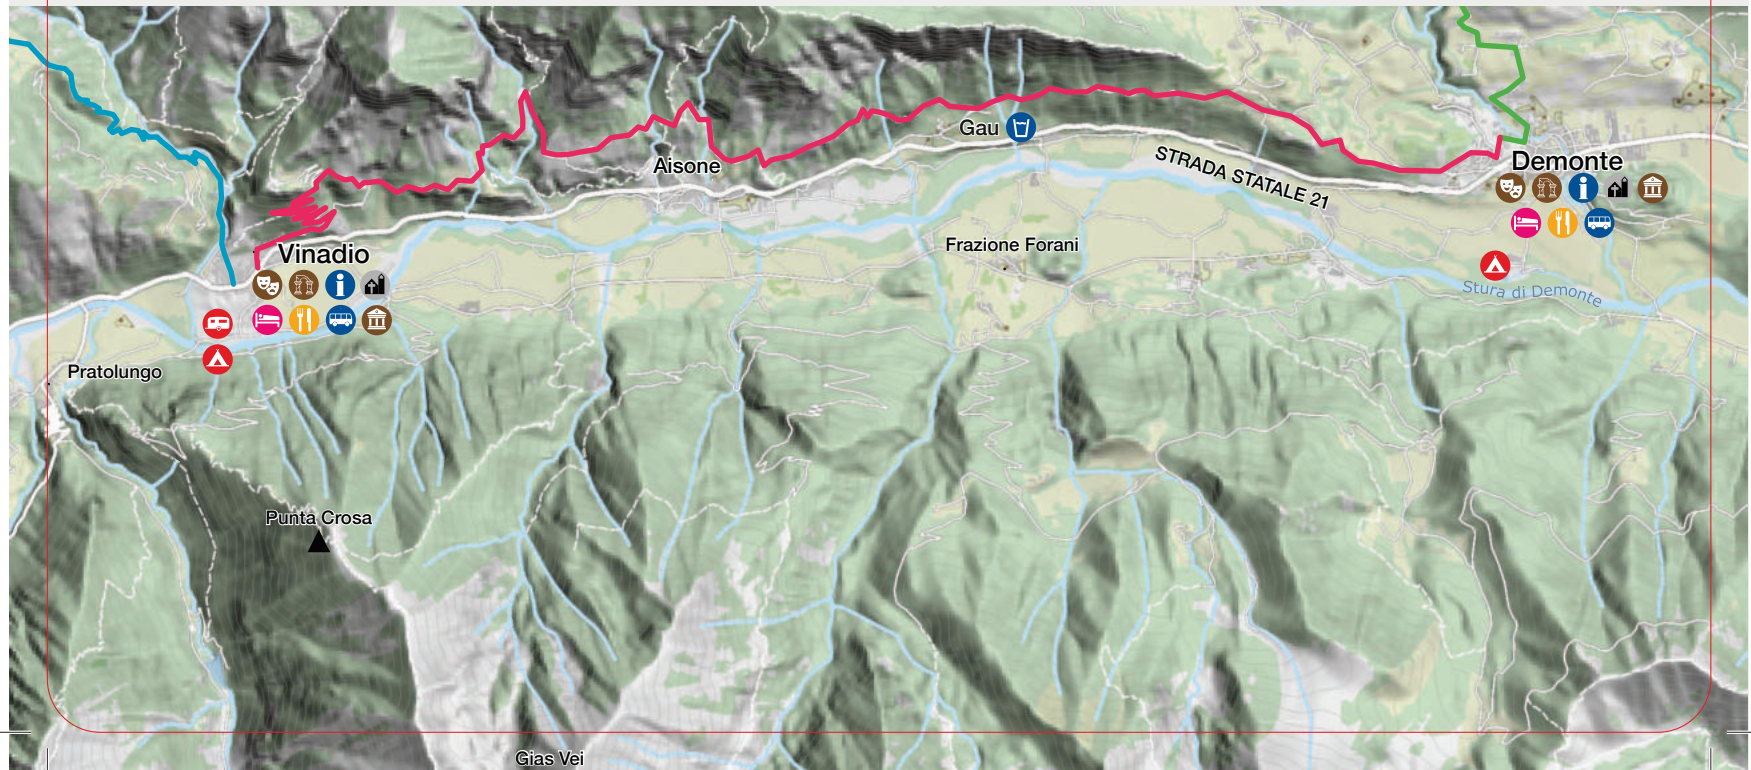 Gau
Aisone
STRADA STATALE 21
Demonte
Frazione Forani
Vinadio
Stura di Demonte
Pratolungo
Punta Crosa
Gias Vei